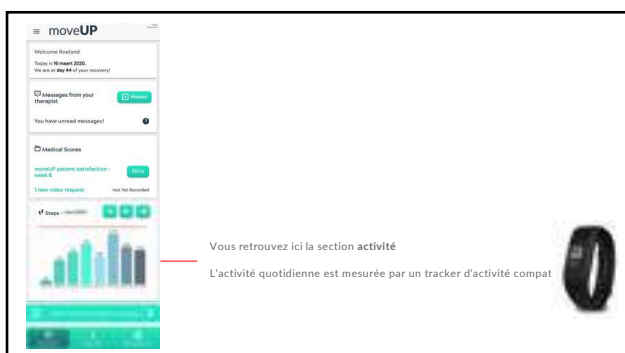 moveUP
Welcome Roeland
Today is 16 maart 2020.
We are at day 44 of your recovery!
Messages from your
therapist
History
You have unread messages!
Medical Scores
moveUP patient satisfaction -
week 6
Fill in
1 new video request
Not Yet Recorded
Steps -
Vous retrouvez ici la section activité
L'activité quotidienne est mesurée par un tracker d'activité compat